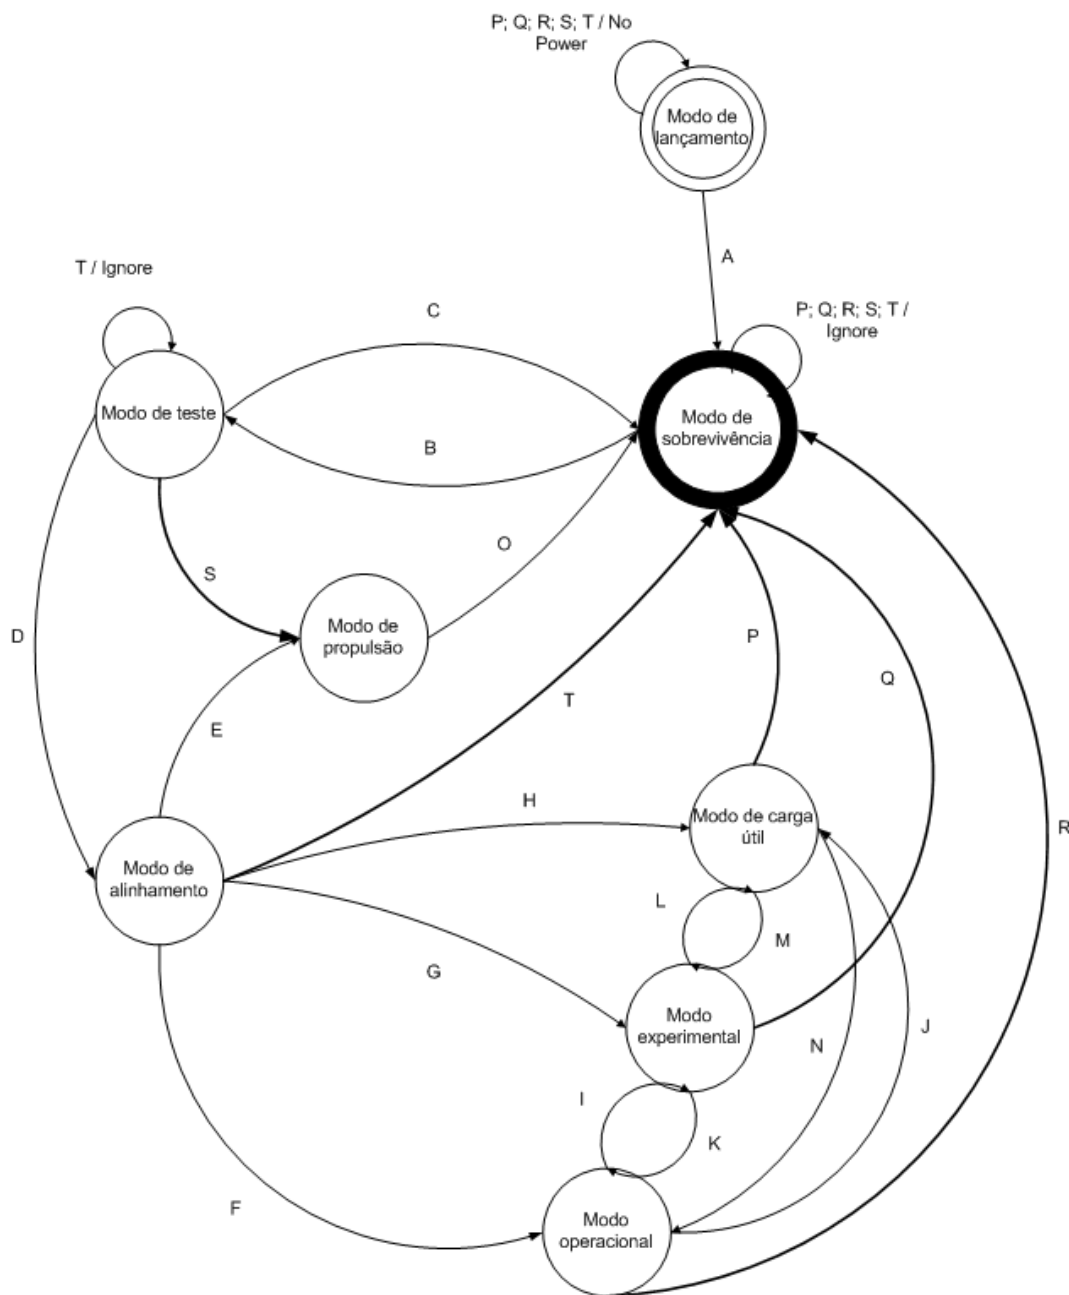 P; Q; R; S; T / No
Power
Modo de
lançamento
A
T / Ignore
C
P; Q; R; S; T /
Ignore
Modo de teste
Modo de
sobrevivência
B
O
S
D
Modo de
propulsão
P
Q
T
E
H
Modo de carga
útil
R
Modo de
alinhamento
L
M
G
Modo
experimental
N
J
I
K
F
Modo
operacional